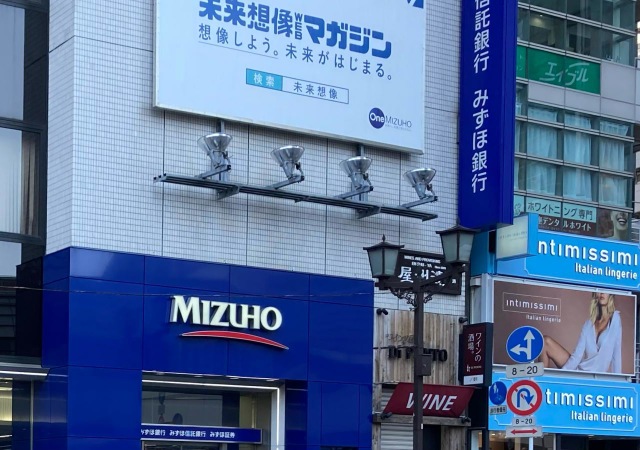 未来想像WEBマガジン
想像しよう。未来がはじまる。
検索 未来想像
One MIZUHO
信託銀行 みずほ銀行
エイブル
ホワイトニング専門
デンタルホワイト
MIZUHO
みずほ銀行 みずほ信託銀行 みずほ証券
ワインの酒場。
WINE
ntimissimi
Italian lingerie
ıntımıssımı
Italian lingerie
8-20
8-20
timissimi
Italian lingerie